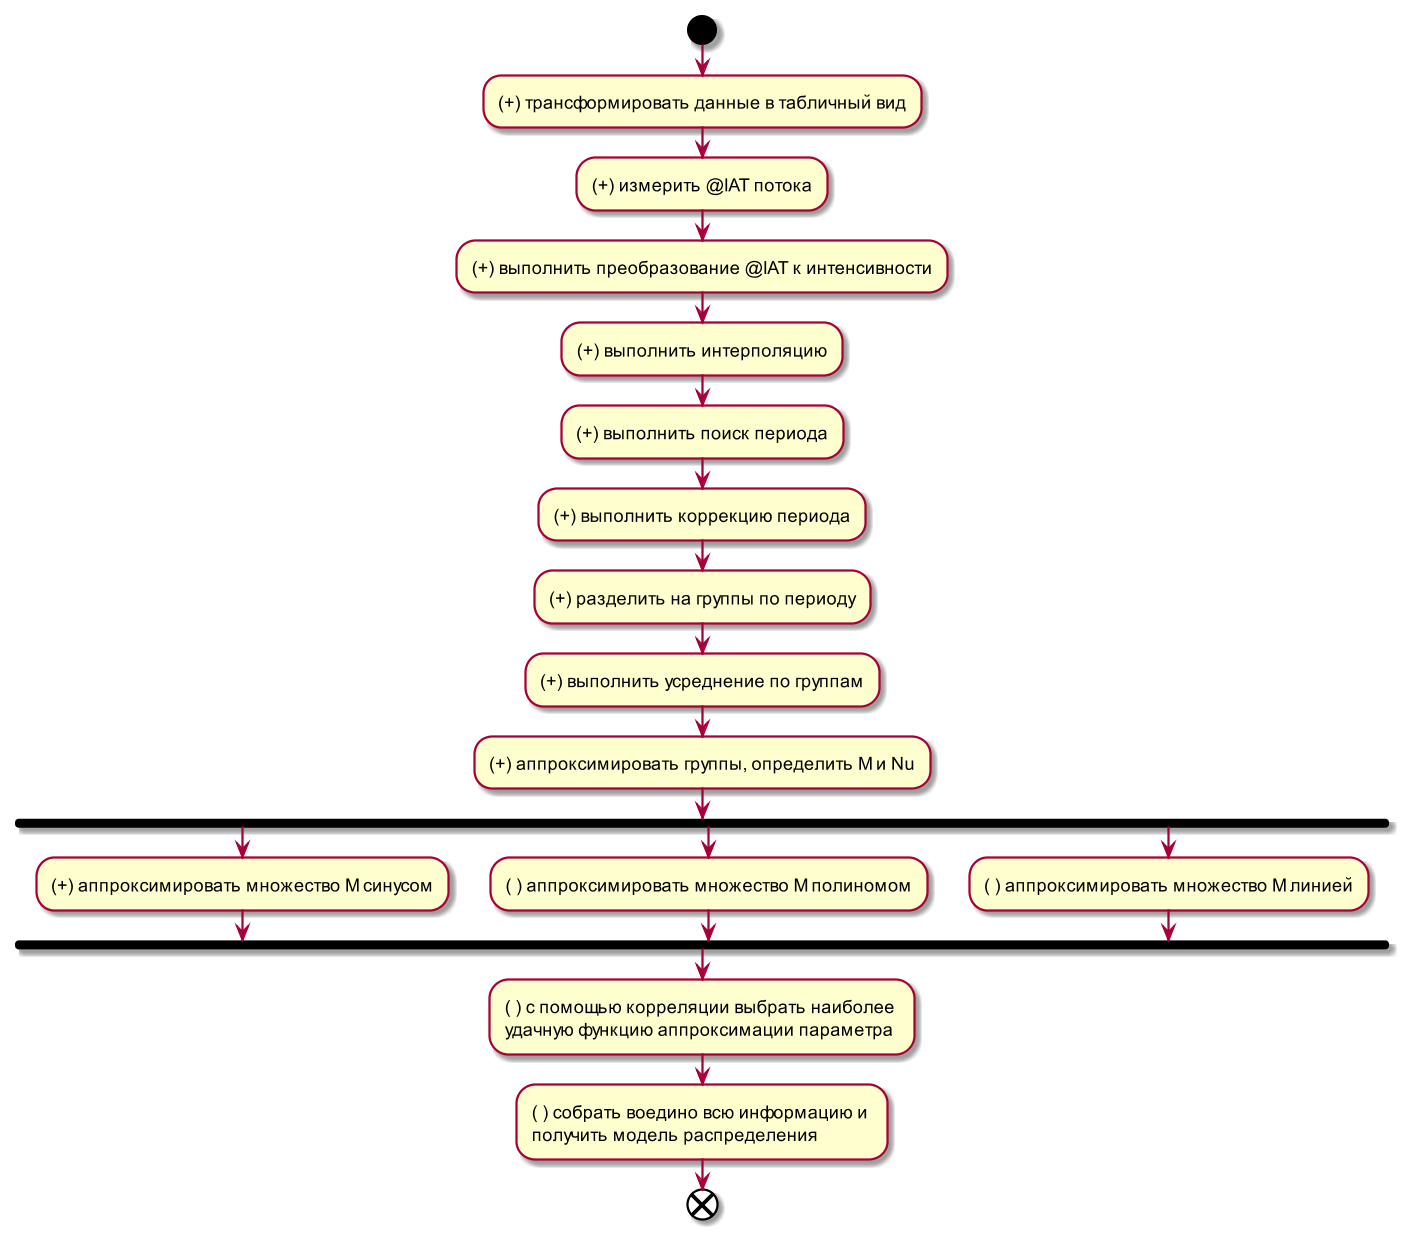 (+) трансформировать данные в табличный вид
(+) измерить @IAT потока
(+) выполнить преобразование @IAT к интенсивности
(+) выполнить интерполяцию
(+) выполнить поиск периода
(+) выполнить коррекцию периода
(+) разделить на группы по периоду
(+) выполнить усреднение по группам
(+) аппроксимировать группы, определить M и Nu
(+) аппроксимировать множество M синусом
( ) аппроксимировать множество M полиномом
( ) аппроксимировать множество M линией
( ) с помощью корреляции выбрать наиболее
удачную функцию аппроксимации параметра
( ) собрать воедино всю информацию и
получить модель распределения